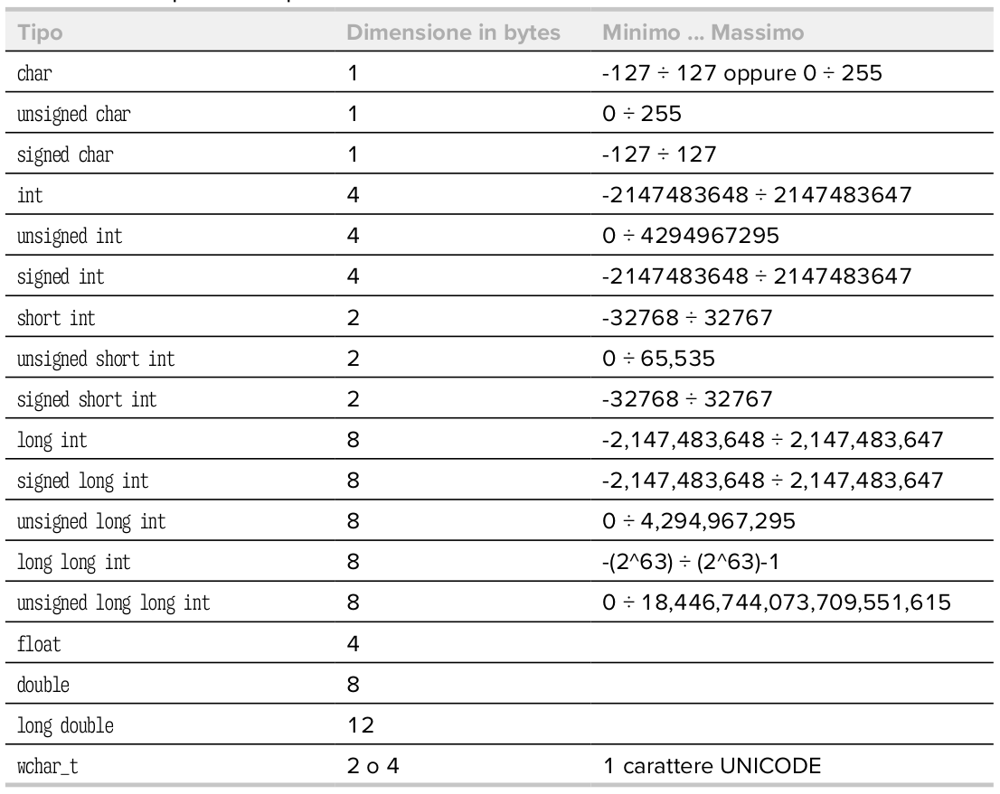 Tipo Dimensione in bytes Minimo ... Massimo
char 1 -127 ÷ 127 oppure 0 ÷ 255
unsigned char 1 0 ÷ 255
signed char 1 -127 ÷ 127
int 4 -2147483648 ÷ 2147483647
unsigned int 4 0 ÷ 4294967295
signed int 4 -2147483648 ÷ 2147483647
short int 2 -32768 ÷ 32767
unsigned short int 2 0 ÷ 65,535
signed short int 2 -32768 ÷ 32767
long int 8 -2,147,483,648 ÷ 2,147,483,647
signed long int 8 -2,147,483,648 ÷ 2,147,483,647
unsigned long int 8 0 ÷ 4,294,967,295
long long int 8 -(2^63) ÷ (2^63)-1
unsigned long long int 8 0 ÷ 18,446,744,073,709,551,615
float 4
double 8
long double 12
wchar_t 2 o 4 1 carattere UNICODE